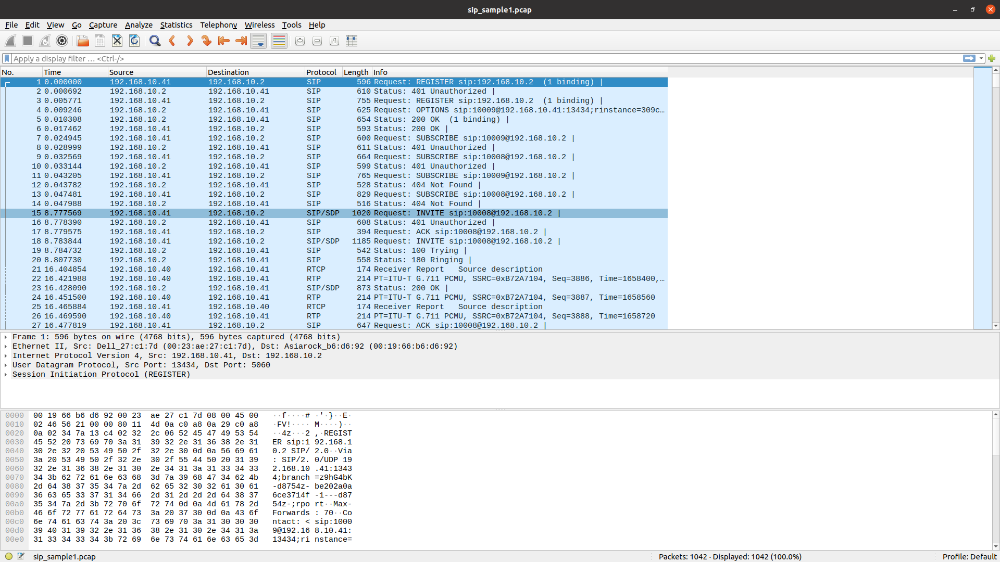 sip_sample1.pcap
File Edit View Go Capture Analyze Statistics Telephony Wireless Tools Help
Apply a display filter … <Ctrl-/>
No. Time Source Destination Protocol Length Info
1 0.000000 192.168.10.41 192.168.10.2 SIP 596 Request: REGISTER sip:192.168.10.2  (1 binding) |
2 0.000692 192.168.10.2 192.168.10.41 SIP 610 Status: 401 Unauthorized |
3 0.005771 192.168.10.41 192.168.10.2 SIP 755 Request: REGISTER sip:192.168.10.2  (1 binding) |
4 0.009246 192.168.10.2 192.168.10.41 SIP 625 Request: OPTIONS sip:10009@192.168.10.41:13434;rinstance=309c…
5 0.010308 192.168.10.2 192.168.10.41 SIP 654 Status: 200 OK  (1 binding) |
6 0.017462 192.168.10.41 192.168.10.2 SIP 593 Status: 200 OK |
7 0.024945 192.168.10.41 192.168.10.2 SIP 600 Request: SUBSCRIBE sip:10009@192.168.10.2 |
8 0.028999 192.168.10.2 192.168.10.41 SIP 611 Status: 401 Unauthorized |
9 0.032569 192.168.10.41 192.168.10.2 SIP 664 Request: SUBSCRIBE sip:10008@192.168.10.2 |
10 0.033144 192.168.10.2 192.168.10.41 SIP 599 Status: 401 Unauthorized |
11 0.043205 192.168.10.41 192.168.10.2 SIP 765 Request: SUBSCRIBE sip:10009@192.168.10.2 |
12 0.043782 192.168.10.2 192.168.10.41 SIP 528 Status: 404 Not Found |
13 0.047481 192.168.10.41 192.168.10.2 SIP 829 Request: SUBSCRIBE sip:10008@192.168.10.2 |
14 0.047988 192.168.10.2 192.168.10.41 SIP 516 Status: 404 Not Found |
15 8.777569 192.168.10.41 192.168.10.2 SIP/SDP 1020 Request: INVITE sip:10008@192.168.10.2 |
16 8.778390 192.168.10.2 192.168.10.41 SIP 608 Status: 401 Unauthorized |
17 8.779575 192.168.10.41 192.168.10.2 SIP 394 Request: ACK sip:10008@192.168.10.2 |
18 8.783844 192.168.10.41 192.168.10.2 SIP/SDP 1185 Request: INVITE sip:10008@192.168.10.2 |
19 8.784732 192.168.10.2 192.168.10.41 SIP 542 Status: 100 Trying |
20 8.807730 192.168.10.2 192.168.10.41 SIP 558 Status: 180 Ringing |
21 16.404854 192.168.10.40 192.168.10.41 RTCP 174 Receiver Report   Source description
22 16.421988 192.168.10.40 192.168.10.41 RTP 214 PT=ITU-T G.711 PCMU, SSRC=0xB72A7104, Seq=3886, Time=1658400,…
23 16.428090 192.168.10.2 192.168.10.41 SIP/SDP 873 Status: 200 OK |
24 16.451500 192.168.10.40 192.168.10.41 RTP 214 PT=ITU-T G.711 PCMU, SSRC=0xB72A7104, Seq=3887, Time=1658560
25 16.465884 192.168.10.41 192.168.10.40 RTCP 174 Receiver Report   Source description
26 16.469590 192.168.10.40 192.168.10.41 RTP 214 PT=ITU-T G.711 PCMU, SSRC=0xB72A7104, Seq=3888, Time=1658720
27 16.477819 192.168.10.41 192.168.10.2 SIP 647 Request: ACK sip:10008@192.168.10.2 |
Frame 1: 596 bytes on wire (4768 bits), 596 bytes captured (4768 bits)
Ethernet II, Src: Dell_27:c1:7d (00:23:ae:27:c1:7d), Dst: Asiarock_b6:d6:92 (00:19:66:b6:d6:92)
Internet Protocol Version 4, Src: 192.168.10.41, Dst: 192.168.10.2
User Datagram Protocol, Src Port: 13434, Dst Port: 5060
Session Initiation Protocol (REGISTER)
0000 00 19 66 b6 d6 92 00 23 ae 27 c1 7d 08 00 45 00 ··f····# ·'·}··E·
0010 02 46 56 21 00 00 80 11 4d 0a c0 a8 0a 29 c0 a8 ·FV!···· M····)··
0020 0a 02 34 7a 13 c4 02 32 2c 06 52 45 47 49 53 54 ··4z···2 ,·REGIST
0030 45 52 20 73 69 70 3a 31 39 32 2e 31 36 38 2e 31 ER sip:1 92.168.1
0040 30 2e 32 20 53 49 50 2f 32 2e 30 0d 0a 56 69 61 0.2 SIP/ 2.0··Via
0050 3a 20 53 49 50 2f 32 2e 30 2f 55 44 50 20 31 39 : SIP/2. 0/UDP 19
0060 32 2e 31 36 38 2e 31 30 2e 34 31 3a 31 33 34 33 2.168.10 .41:1343
0070 34 3b 62 72 61 6e 63 68 3d 7a 39 68 47 34 62 4b 4;branch =z9hG4bK
0080 2d 64 38 37 35 34 7a 2d 62 65 32 30 32 61 30 61 -d8754z- be202a0a
0090 36 63 65 33 37 31 34 66 2d 31 2d 2d 2d 64 38 37 6ce3714f -1---d87
00a0 35 34 7a 2d 3b 72 70 6f 72 74 0d 0a 4d 61 78 2d 54z-;rpo rt··Max-
00b0 46 6f 72 77 61 72 64 73 3a 20 37 30 0d 0a 43 6f Forwards : 70··Co
00c0 6e 74 61 63 74 3a 20 3c 73 69 70 3a 31 30 30 30 ntact: < sip:1000
00d0 39 40 31 39 32 2e 31 36 38 2e 31 30 2e 34 31 3a 9@192.16 8.10.41:
00e0 31 33 34 33 34 3b 72 69 6e 73 74 61 6e 63 65 3d 13434;ri nstance=
sip_sample1.pcap Packets: 1042 · Displayed: 1042 (100.0%) Profile: Default